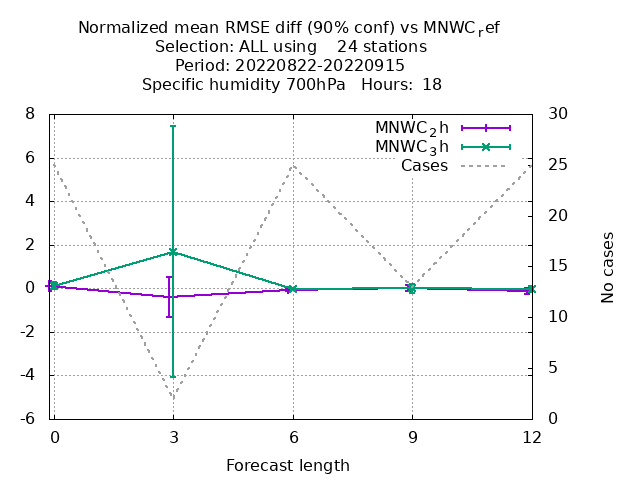 Normalized mean RMSE diff (90% conf) vs MNWC_ref
Selection: ALL using 24 stations
Period: 20220822-20220915
Specific humidity 700hPa Hours: 18
MNWC_2h
MNWC_3h
Cases
8
6
4
2
0
-2
-4
-6
30
25
20
15
10
5
0
No cases
0 3 6 9 12
Forecast length